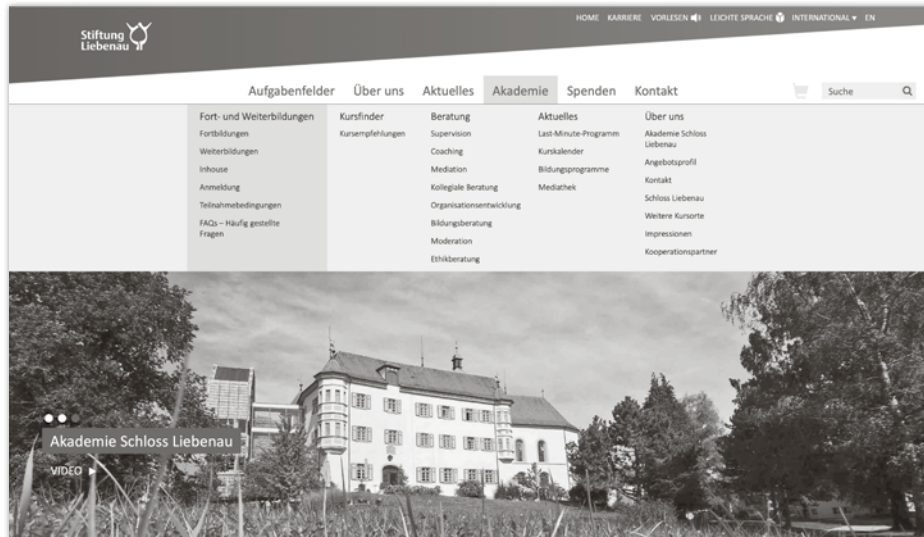 HOME KARRIERE VORLESEN LEICHTE SPRACHE INTERNATIONAL EN
Stiftung
Liebenau
Aufgabenfelder Über uns Aktuelles Akademie Spenden Kontakt
Suche
Fort- und Weiterbildungen
Fortbildungen
Weiterbildungen
Inhouse
Anmeldung
Teilnahmebedingungen
FAQs – Häufig gestellte
Fragen
Kursfinder
Kursempfehlungen
Beratung
Supervision
Coaching
Mediation
Kollegiale Beratung
Organisationsentwicklung
Bildungsberatung
Moderation
Ethikberatung
Aktuelles
Last-Minute-Programm
Kurskalender
Bildungsprogramme
Mediathek
Über uns
Akademie Schloss
Liebenau
Angebotsprofil
Kontakt
Schloss Liebenau
Weitere Kursorte
Impressionen
Kooperationspartner
Akademie Schloss Liebenau
VIDEO